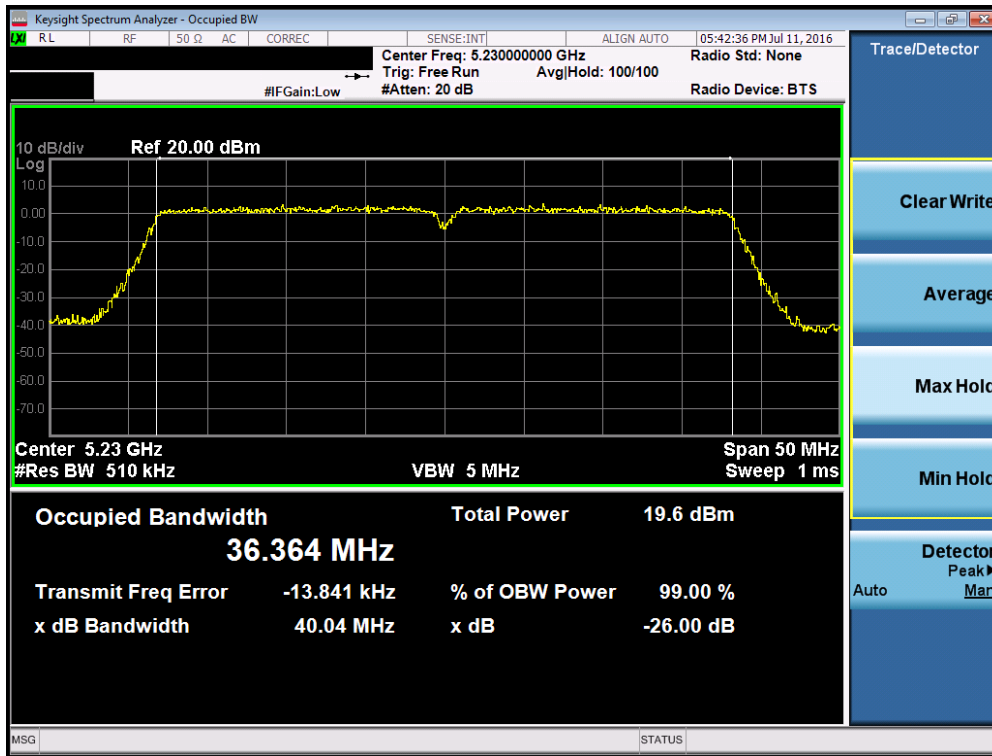 Keysight Spectrum Analyzer - Occupied BW
LXI RL RF 50 Ω AC CORREC SENSE:INT ALIGN AUTO 05:42:36 PM Jul 11, 2016
Center Freq: 5.230000000 GHz Radio Std: None
Trig: Free Run Avg|Hold: 100/100
#IFGain:Low #Atten: 20 dB Radio Device: BTS
10 dB/div Ref 20.00 dBm
Log
10.0
0.00
-10.0
-20.0
-30.0
-40.0
-50.0
-60.0
-70.0
Center 5.23 GHz Span 50 MHz
#Res BW 510 kHz VBW 5 MHz Sweep 1 ms
Occupied Bandwidth Total Power 19.6 dBm
36.364 MHz
Transmit Freq Error -13.841 kHz % of OBW Power 99.00 %
x dB Bandwidth 40.04 MHz x dB -26.00 dB
MSG STATUS
Trace/Detector
Clear Write
Average
Max Hold
Min Hold
Detector
Peak
Auto Man